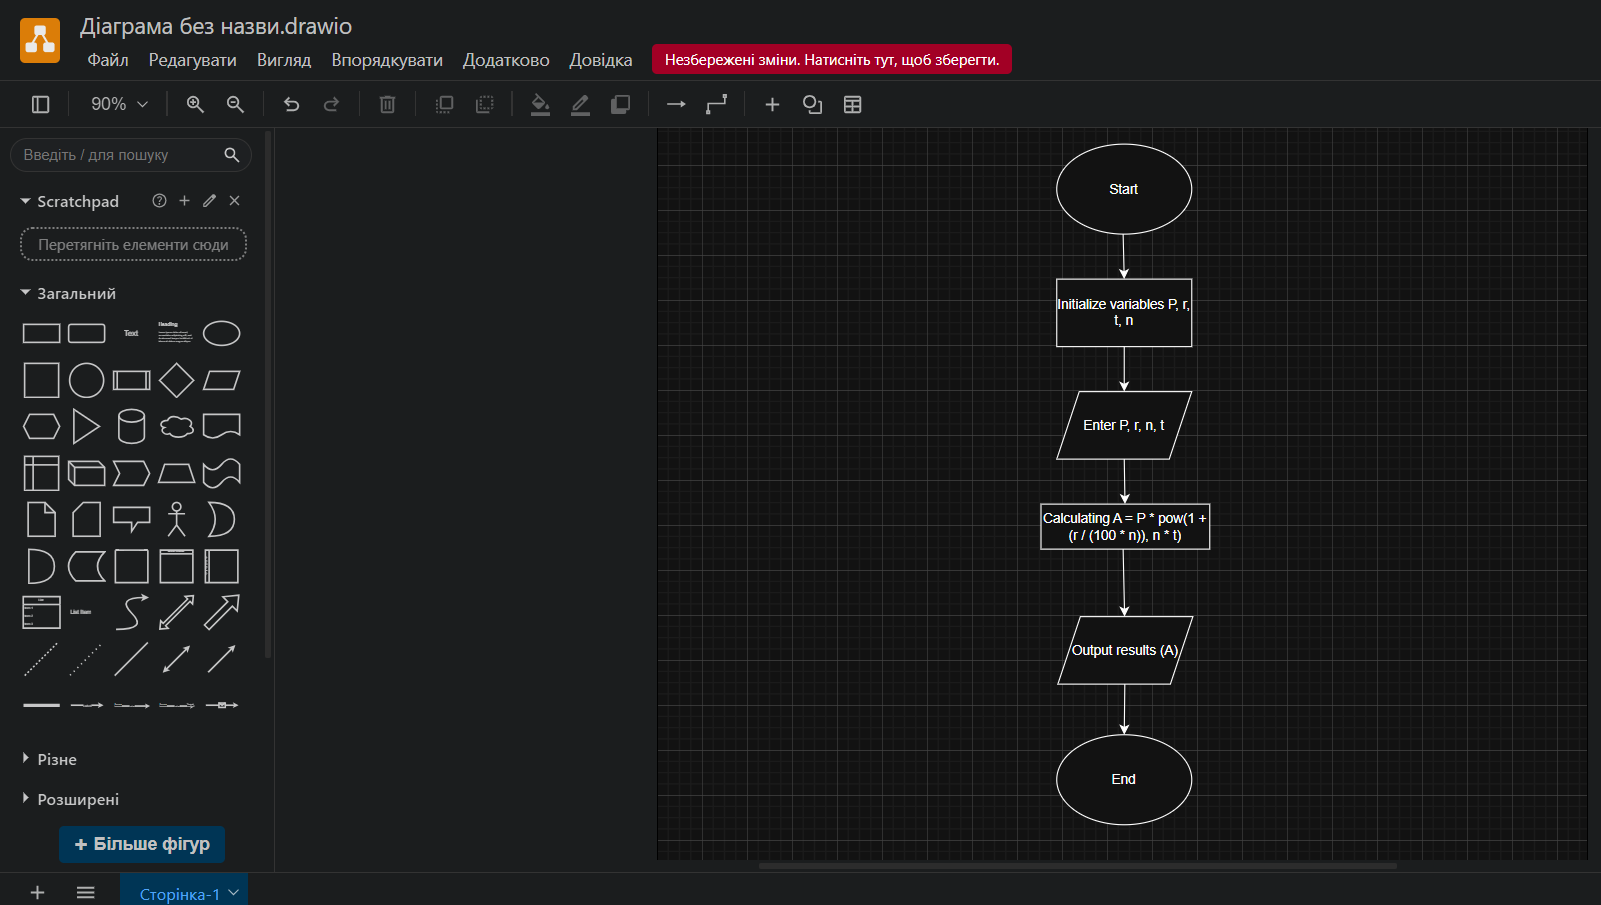 Діаграма без назви.drawio
Файл Редагувати Вигляд Впорядкувати Додатково Довідка Незбережені зміни. Натисніть тут, щоб зберегти.
90%
Введіть / для пошуку
Scratchpad
Перетягніть елементи сюди
Загальний
Text
Heading
List Item
Різне
Розширені
+ Більше фігур
Сторінка-1
Start
Initialize variables P, r,
t, n
Enter P, r, n, t
Calculating A = P * pow(1 +
(r / (100 * n)), n * t)
Output results (A)
End